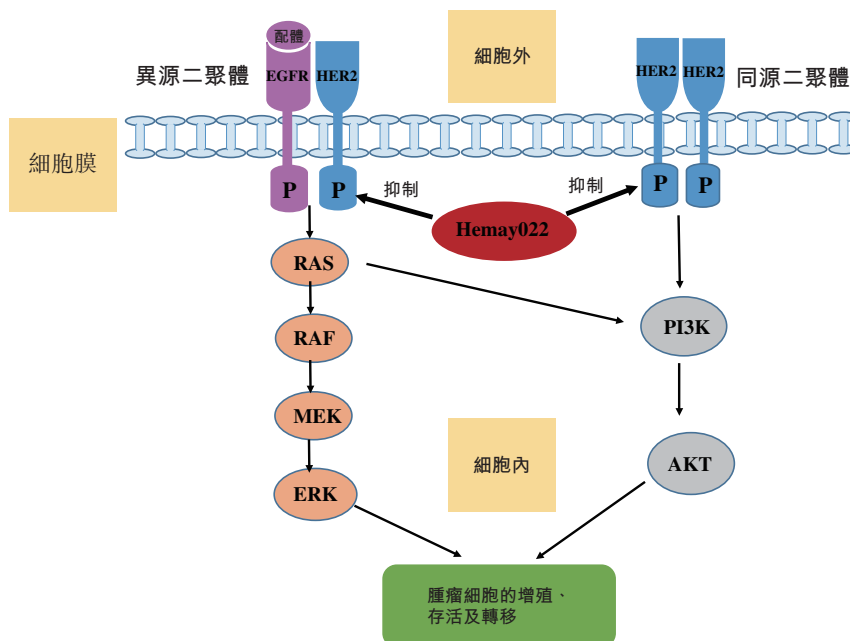 配體
異源二聚體
EGFR
HER2
細胞外
HER2
HER2
同源二聚體
細胞膜
P
P
抑制
抑制
P
P
Hemay022
RAS
PI3K
RAF
MEK
細胞內
AKT
ERK
腫瘤細胞的增殖、
存活及轉移